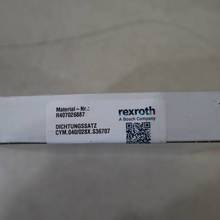 Material – Nr.:
R407026887
DICHTUNGSSATZ
CYM.040/028X.S36707
rexroth
A Bosch Company